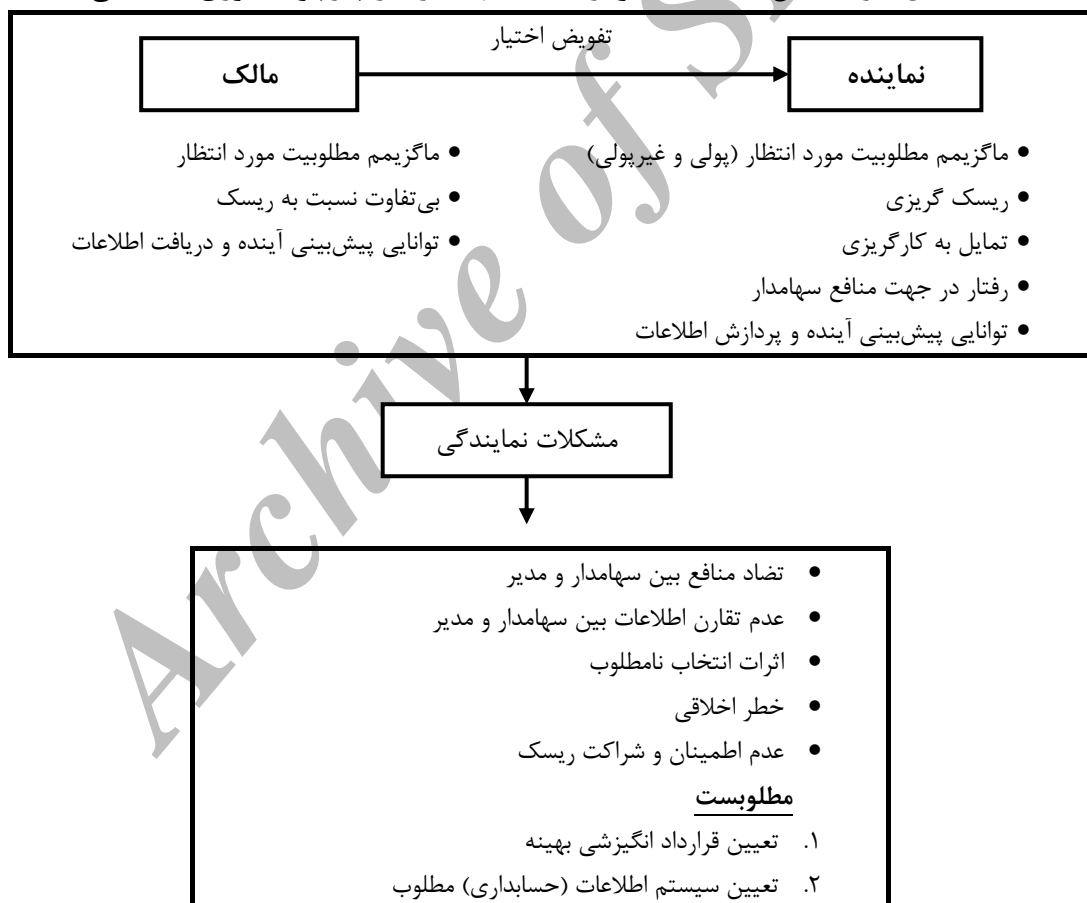 تفویض اختیار
نماینده
مالک
● ماگزیمم مطلوبیت مورد انتظار (پولی و غیرپولی)
● ریسک گریزی
● تمایل به کارگریزی
● رفتار در جهت منافع سهامدار
● توانایی پیش‌بینی آینده و پردازش اطلاعات
● ماگزیمم مطلوبیت مورد انتظار
● بی‌تفاوت نسبت به ریسک
● توانایی پیش‌بینی آینده و دریافت اطلاعات
مشکلات نمایندگی
● تضاد منافع بین سهامدار و مدیر
● عدم تقارن اطلاعات بین سهامدار و مدیر
● اثرات انتخاب نامطلوب
● خطر اخلاقی
● عدم اطمینان و شراکت ریسک
مطلوبست
۱. تعیین قرارداد انگیزشی بهینه
۲. تعیین سیستم اطلاعات (حسابداری) مطلوب
Archive of S